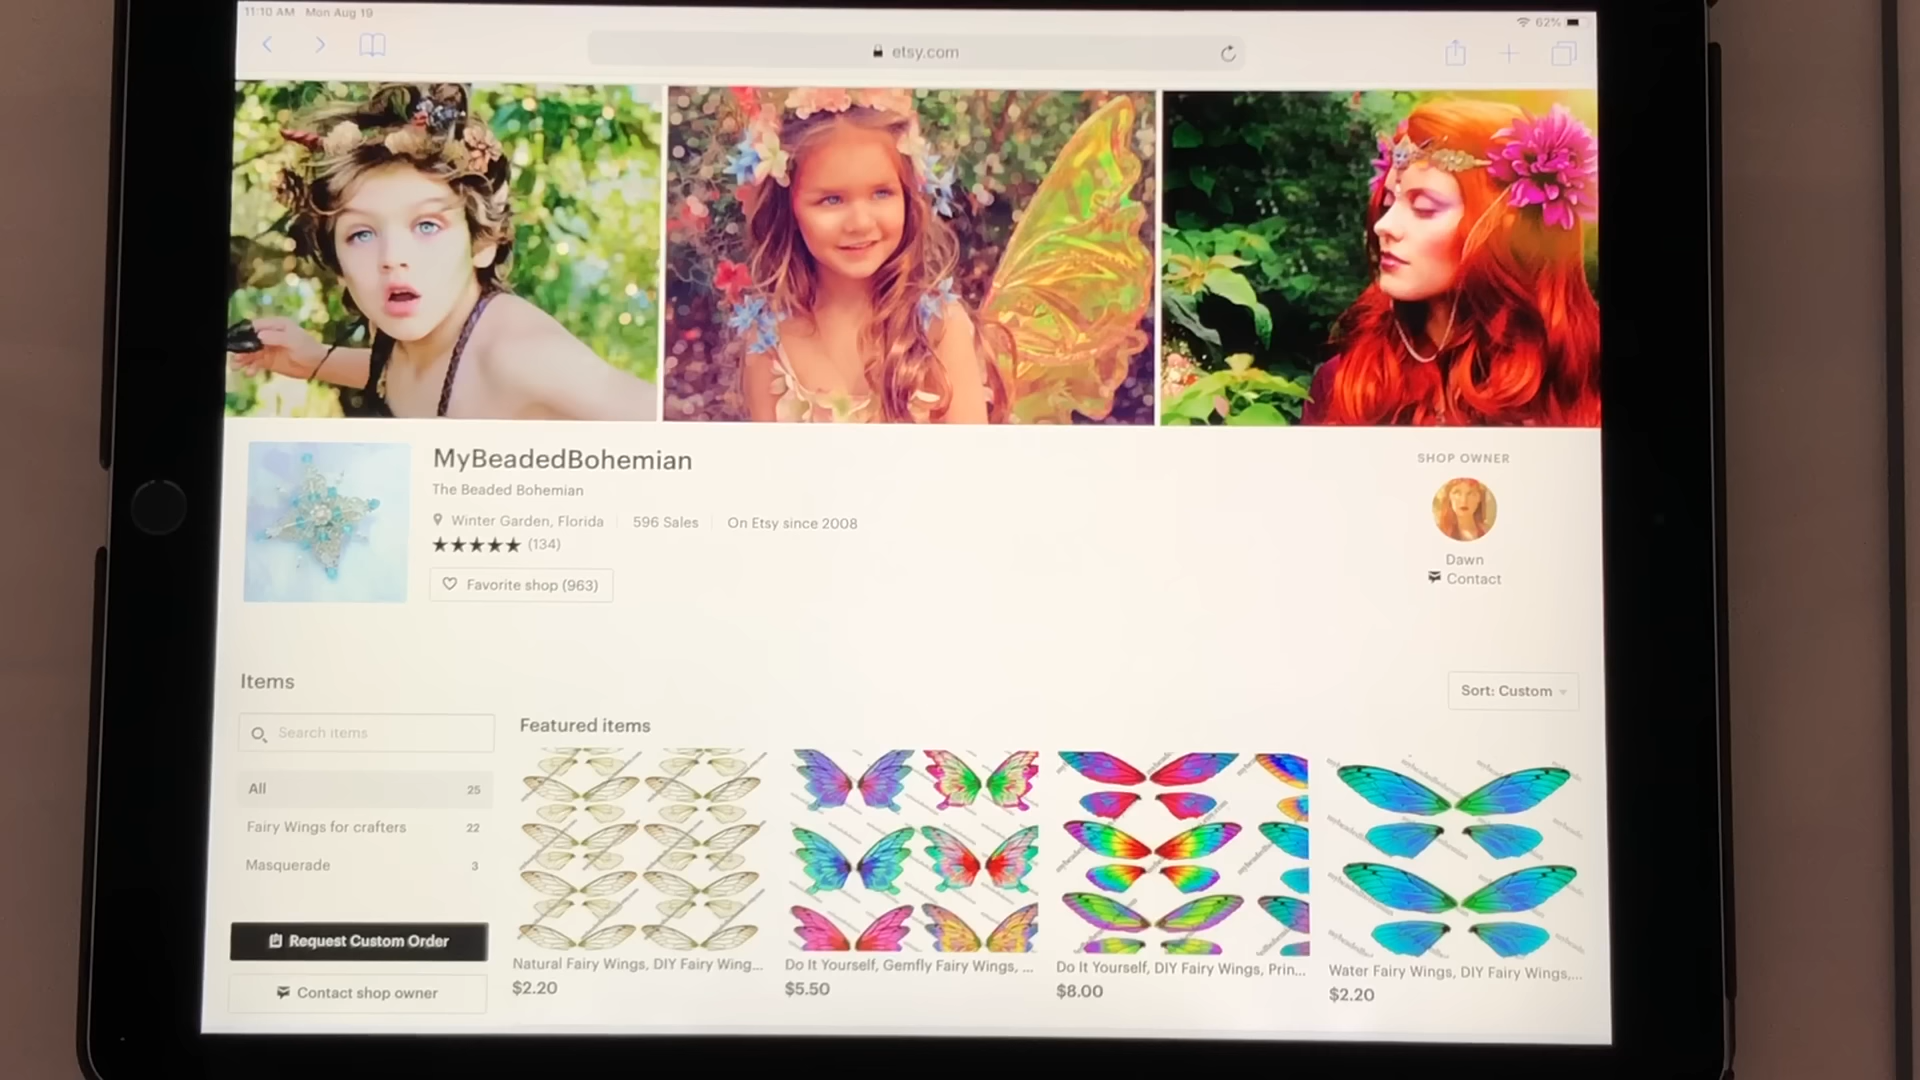 11:10 AM Mon Aug 19
62%
etsy.com
MyBeadedBohemian
The Beaded Bohemian
Winter Garden, Florida 596 Sales On Etsy since 2008
★★★★★ (134)
Favorite shop (963)
SHOP OWNER
Dawn
Contact
Items
Sort: Custom
Search items
All 25
Fairy Wings for crafters 22
Masquerade 3
Request Custom Order
Contact shop owner
Featured items
Natural Fairy Wings, DIY Fairy Wing...
$2.20
Do It Yourself, Gemfly Fairy Wings, ...
$5.50
Do It Yourself, DIY Fairy Wings, Prin...
$8.00
Water Fairy Wings, DIY Fairy Wings,...
$2.20